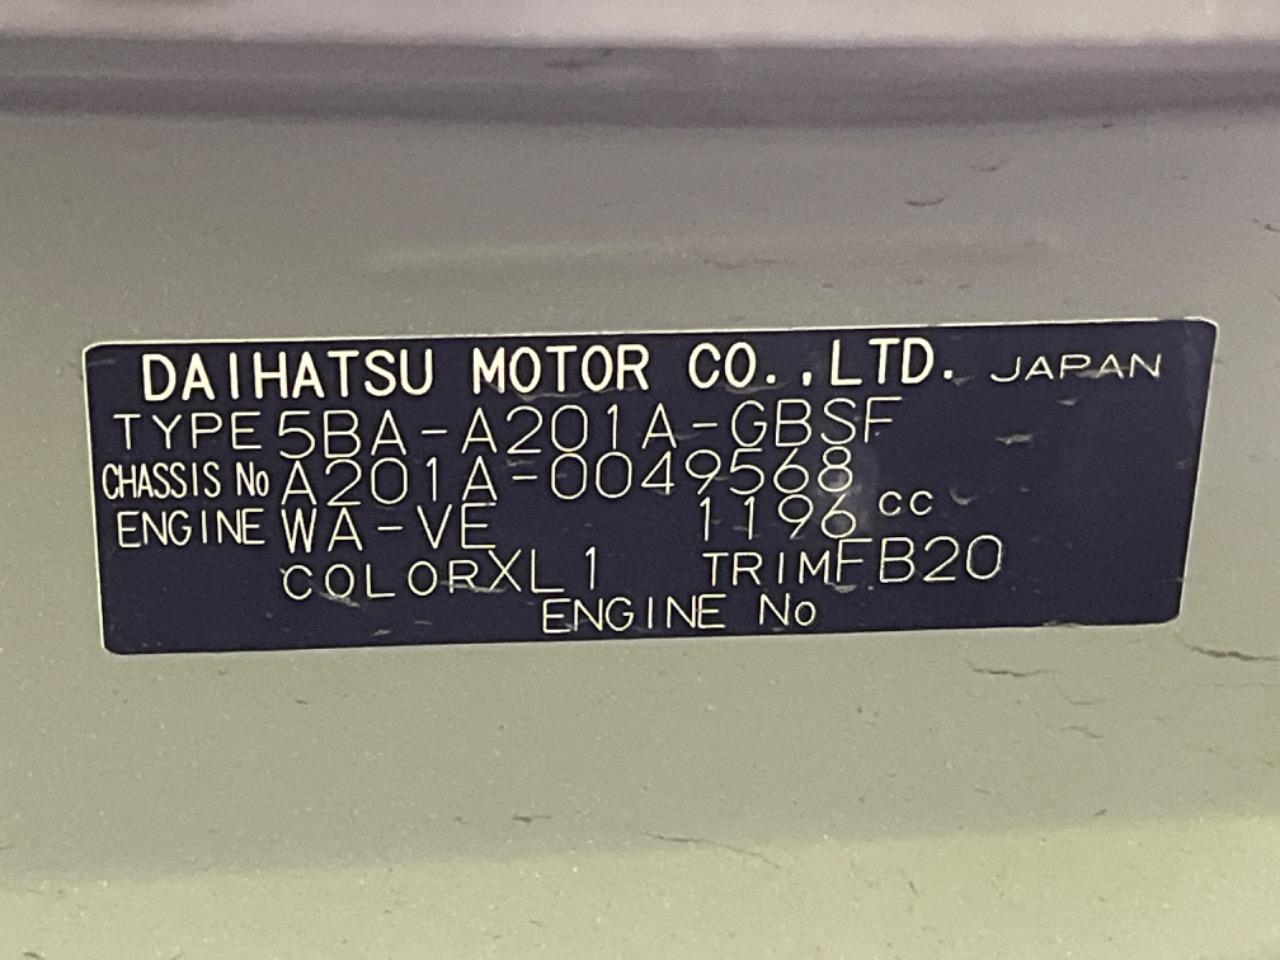 DAIHATSU MOTOR CO.,LTD. JAPAN
TYPE 5BA-A201A-GBSF
CHASSIS No A201A-0049568
ENGINE WA-VE 1196 cc
COLOR XL1 TRIM FB20
ENGINE No